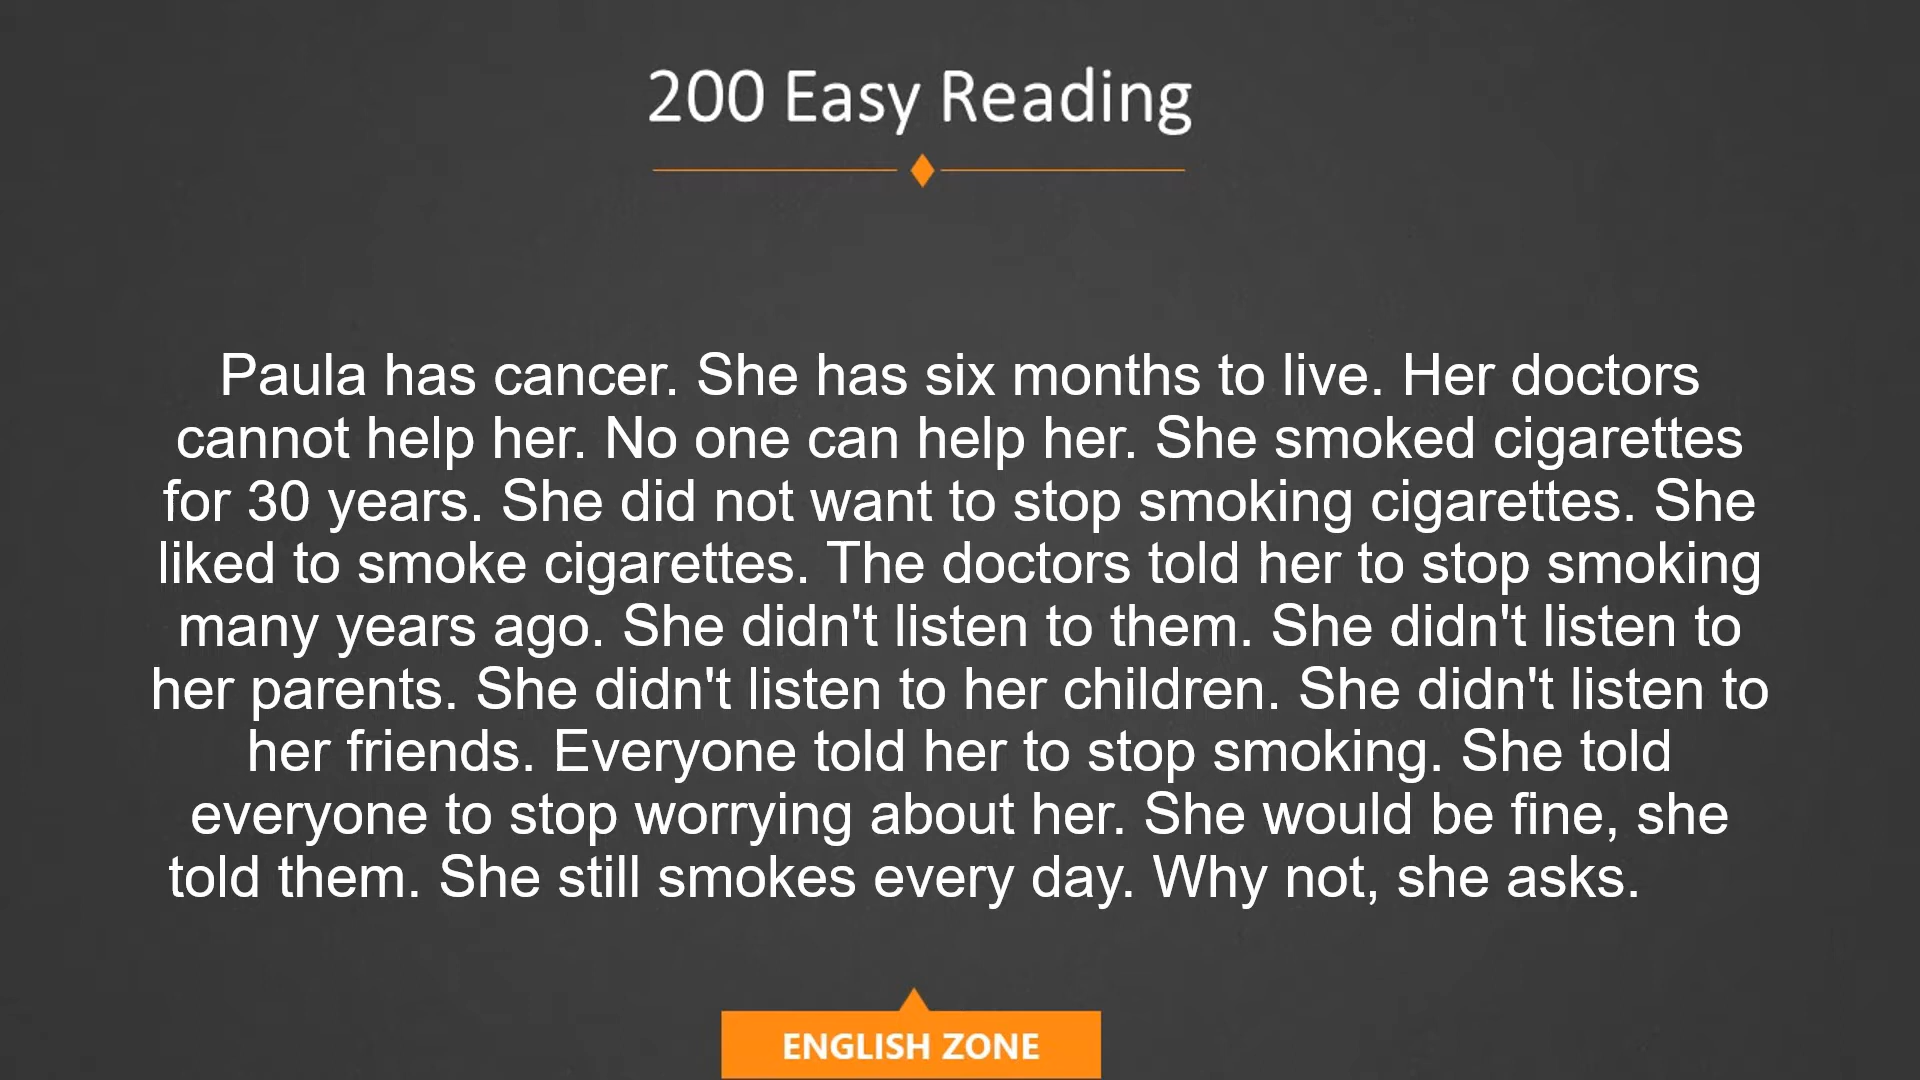 200 Easy Reading
Paula has cancer. She has six months to live. Her doctors
cannot help her. No one can help her. She smoked cigarettes
for 30 years. She did not want to stop smoking cigarettes. She
liked to smoke cigarettes. The doctors told her to stop smoking
many years ago. She didn't listen to them. She didn't listen to
her parents. She didn't listen to her children. She didn't listen to
her friends. Everyone told her to stop smoking. She told
everyone to stop worrying about her. She would be fine, she
told them. She still smokes every day. Why not, she asks.
ENGLISH ZONE